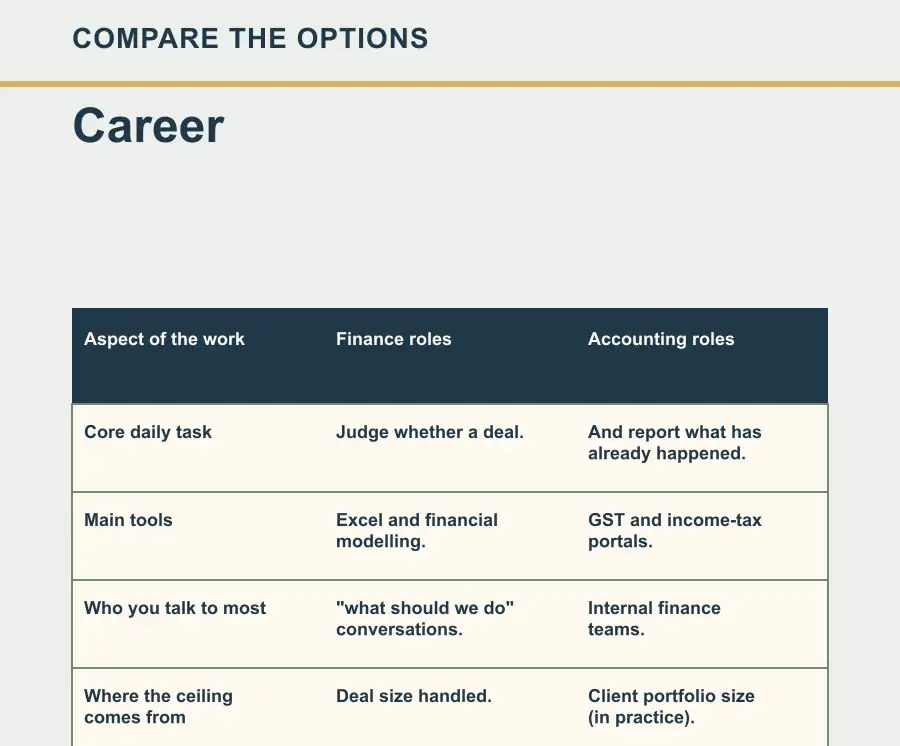 COMPARE THE OPTIONS
Career
Aspect of the work
Finance roles
Accounting roles
Core daily task
Judge whether a deal.
And report what has
already happened.
Main tools
Excel and financial
modelling.
GST and income-tax
portals.
Who you talk to most
"what should we do"
conversations.
Internal finance
teams.
Where the ceiling
comes from
Deal size handled.
Client portfolio size
(in practice).